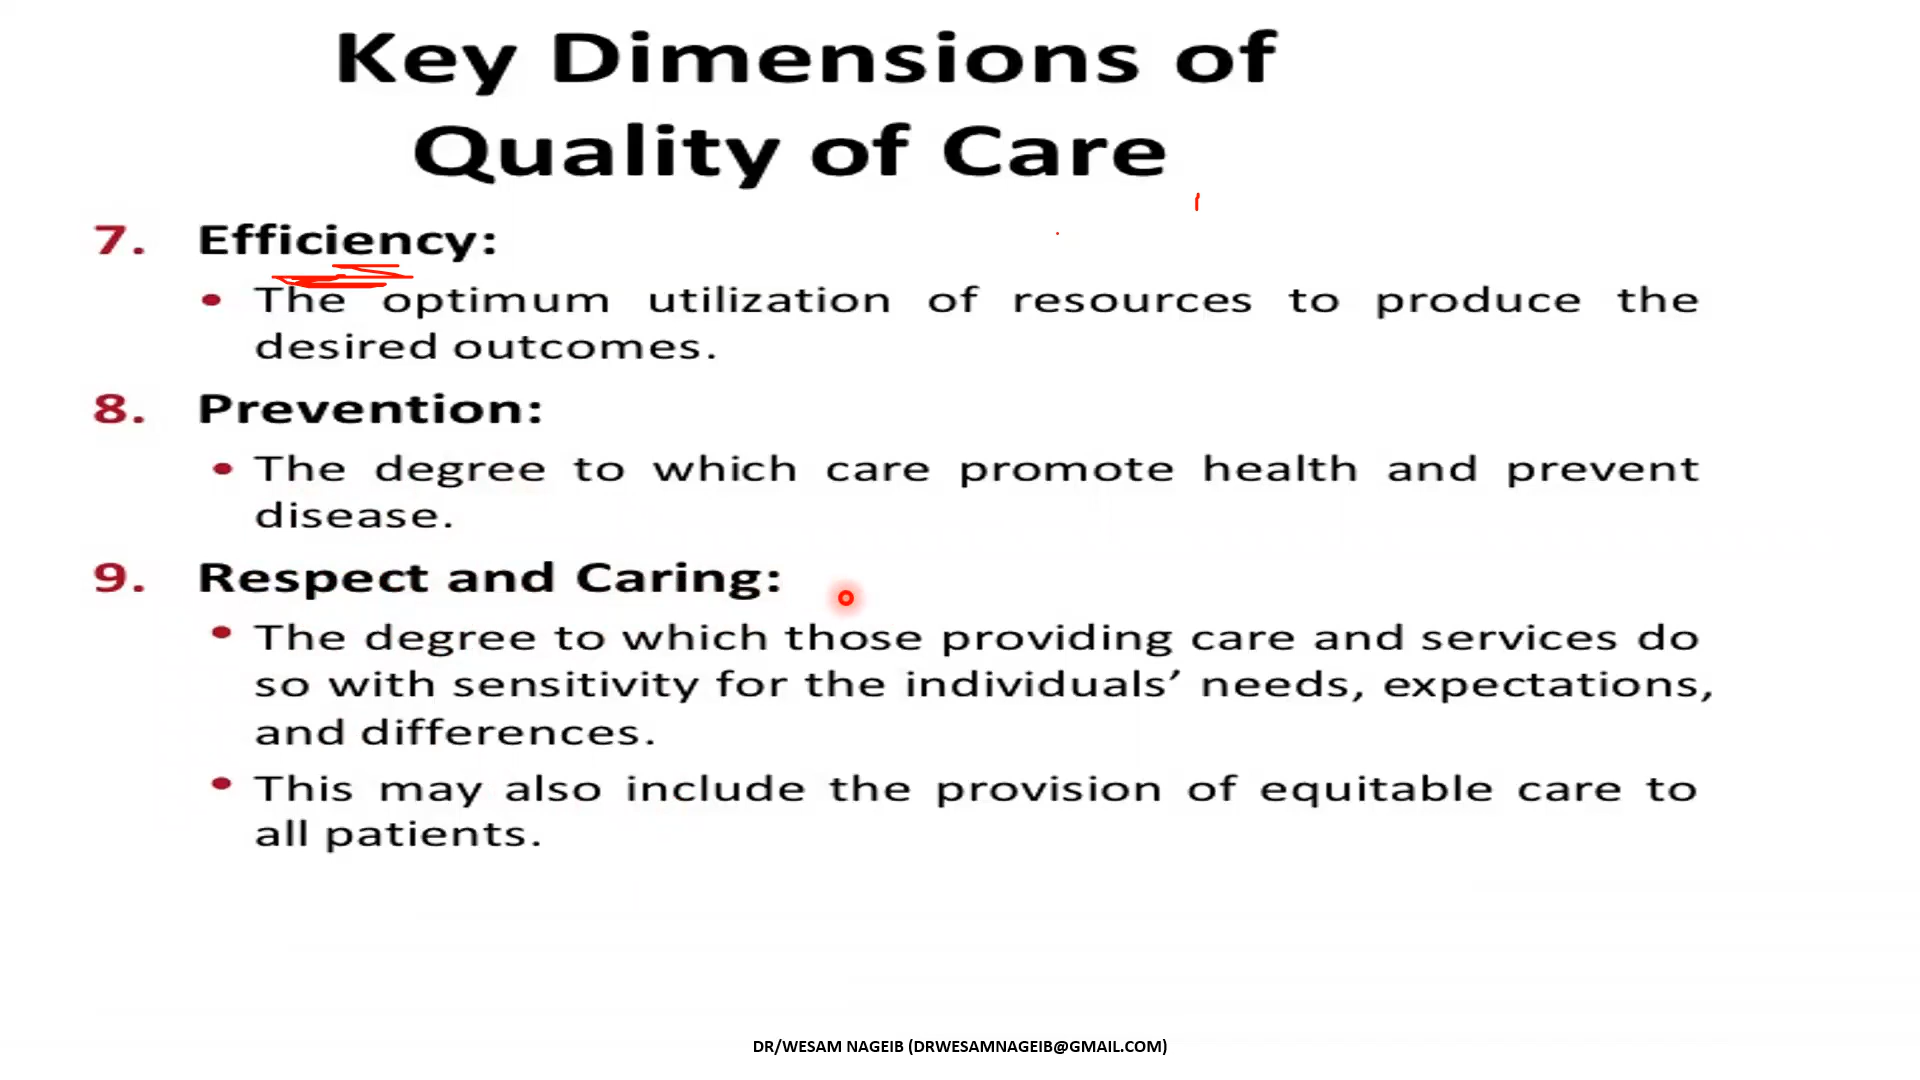 Key Dimensions of
Quality of Care
7. Efficiency:
• The optimum utilization of resources to produce the
desired outcomes.
8. Prevention:
• The degree to which care promote health and prevent
disease.
9. Respect and Caring:
• The degree to which those providing care and services do
so with sensitivity for the individuals’ needs, expectations,
and differences.
• This may also include the provision of equitable care to
all patients.
DR/WESAM NAGEIB (DRWESAMNAGEIB@GMAIL.COM)